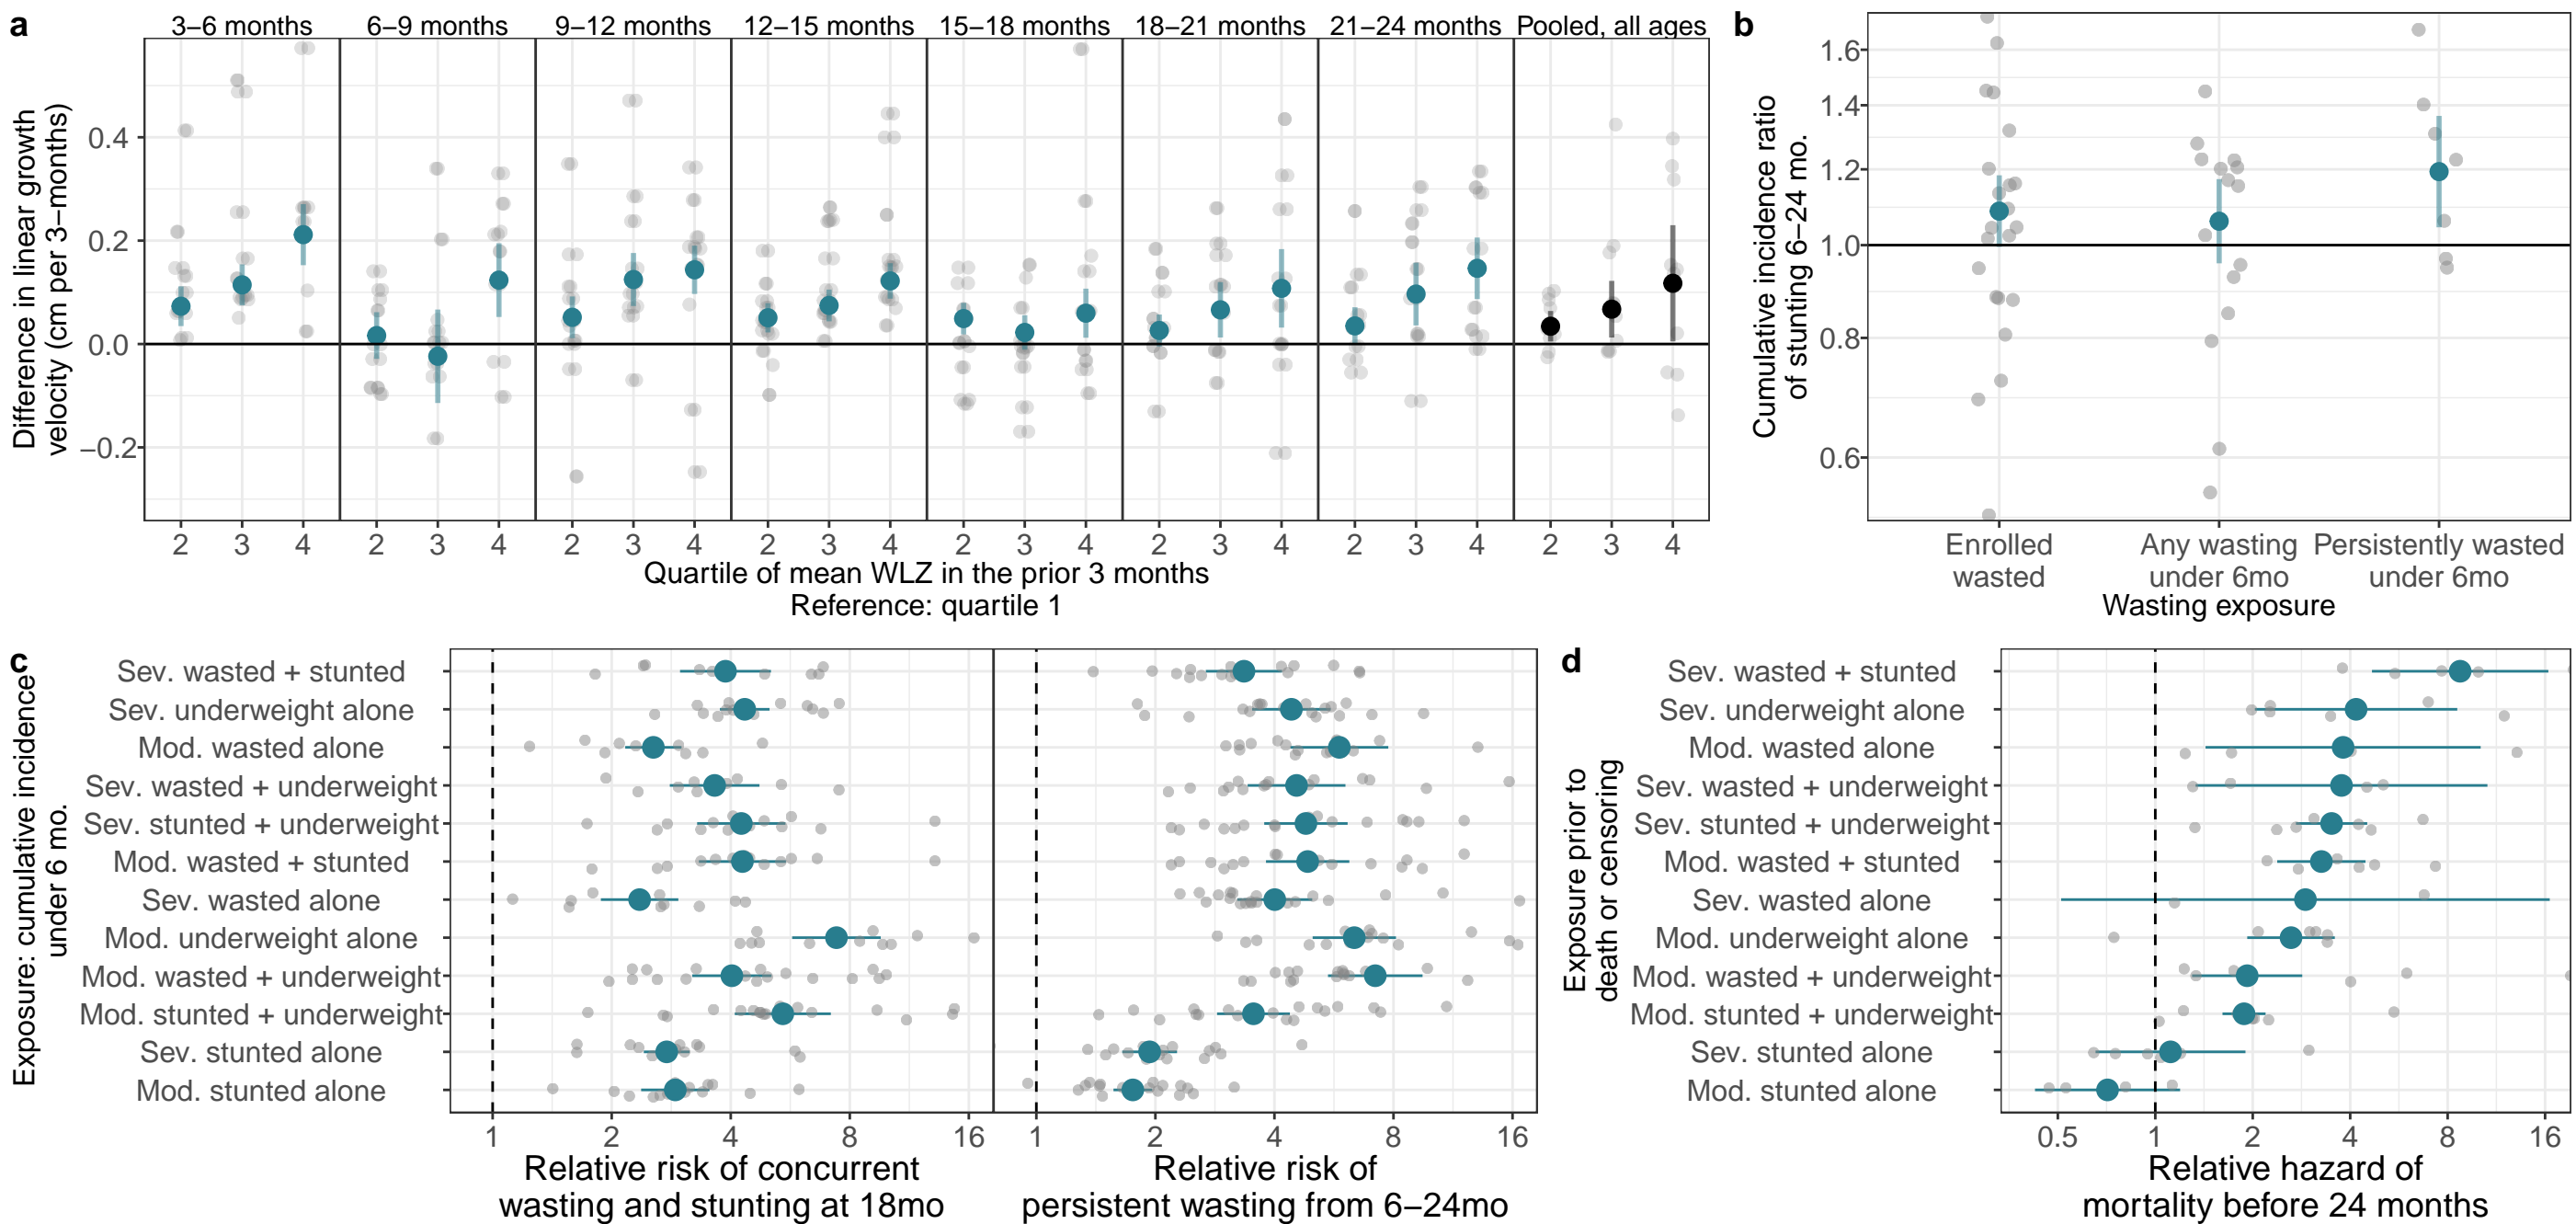 a
3–6 months
6–9 months
9–12 months
12–15 months
15–18 months
18–21 months
21–24 months
Pooled, all ages
Difference in linear growth
velocity (cm per 3–months)
0.4
0.2
0.0
−0.2
2 3 4
2 3 4
2 3 4
2 3 4
2 3 4
2 3 4
2 3 4
2 3 4
Quartile of mean WLZ in the prior 3 months
Reference: quartile 1
b
Cumulative incidence ratio
of stunting 6–24 mo.
1.6
1.4
1.2
1.0
0.8
0.6
Enrolled
wasted
Any wasting
under 6mo
Persistently wasted
under 6mo
Wasting exposure
c
Exposure: cumulative incidence
under 6 mo.
Sev. wasted + stunted
Sev. underweight alone
Mod. wasted alone
Sev. wasted + underweight
Sev. stunted + underweight
Mod. wasted + stunted
Sev. wasted alone
Mod. underweight alone
Mod. wasted + underweight
Mod. stunted + underweight
Sev. stunted alone
Mod. stunted alone
1 2 4 8 16
Relative risk of concurrent
wasting and stunting at 18mo
1 2 4 8 16
Relative risk of
persistent wasting from 6–24mo
d
Exposure prior to
death or censoring
Sev. wasted + stunted
Sev. underweight alone
Mod. wasted alone
Sev. wasted + underweight
Sev. stunted + underweight
Mod. wasted + stunted
Sev. wasted alone
Mod. underweight alone
Mod. wasted + underweight
Mod. stunted + underweight
Sev. stunted alone
Mod. stunted alone
0.5 1 2 4 8 16
Relative hazard of
mortality before 24 months